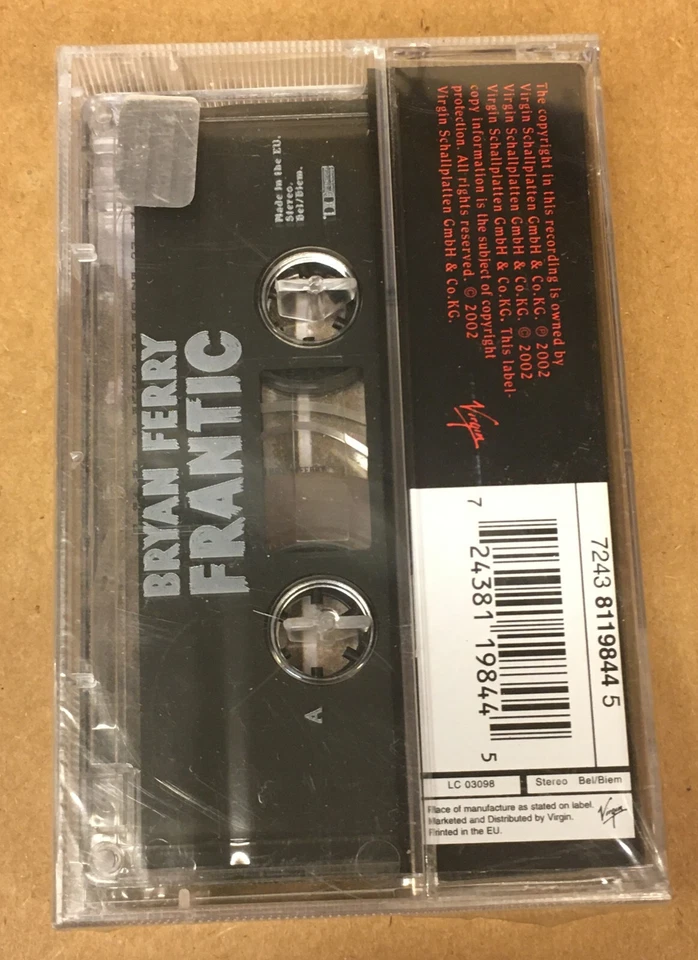 The copyright in this recording is owned by
Virgin Schallplatten GmbH & Co.KG. ℗ 2002
Virgin Schallplatten GmbH & Co.KG. © 2002
Virgin Schallplatten GmbH & Co.KG. This label-
copy information is the subject of copyright
protection. All rights reserved. © 2002
Virgin Schallplatten GmbH & Co.KG.
Virgin
7243 8119844 5
7 24381 19844 5
LC 03098
Stereo Bel/Biem
Place of manufacture as stated on label.
Marketed and Distributed by Virgin.
Printed in the EU.
Virgin
Made in the EU.
Stereo.
Bel/Biem.
BRYAN FERRY
FRANTIC
A